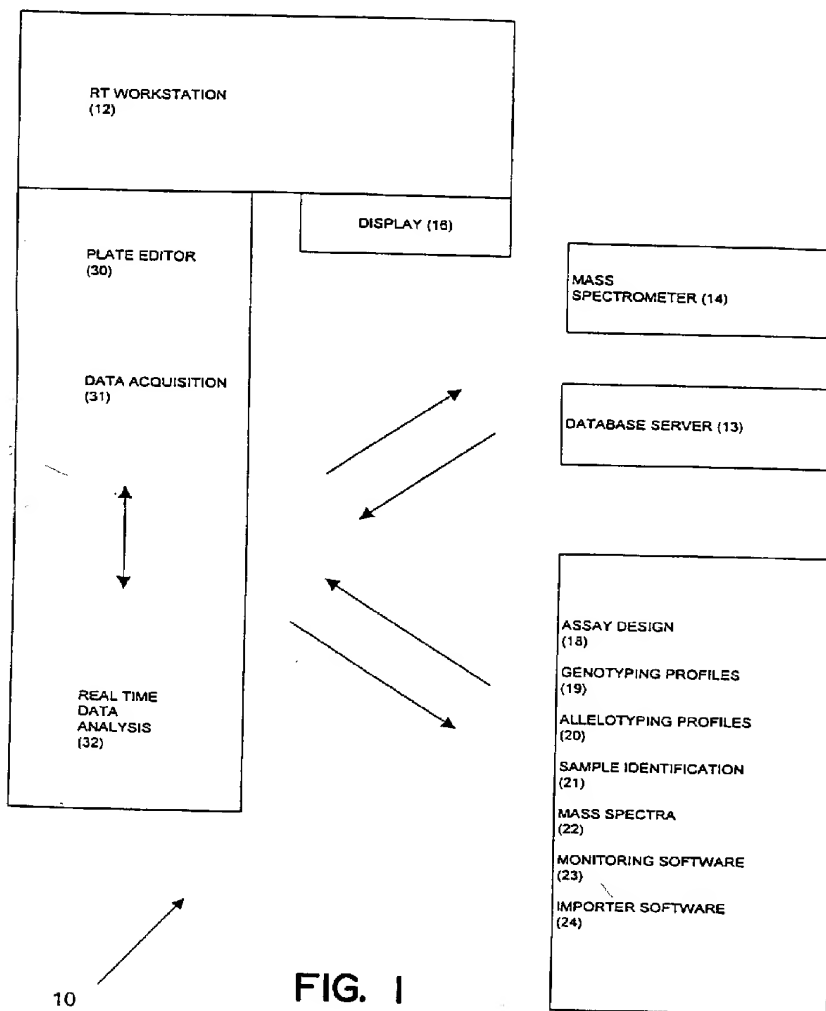 RT WORKSTATION
(12)
DISPLAY (16)
PLATE EDITOR
(30)
DATA ACQUISITION
(31)
REAL TIME
DATA
ANALYSIS
(32)
MASS
SPECTROMETER (14)
DATABASE SERVER (13)
ASSAY DESIGN
(18)
GENOTYPING PROFILES
(19)
ALLELOTYPING PROFILES
(20)
SAMPLE IDENTIFICATION
(21)
MASS SPECTRA
(22)
MONITORING SOFTWARE
(23)
IMPORTER SOFTWARE
(24)
10
FIG. 1